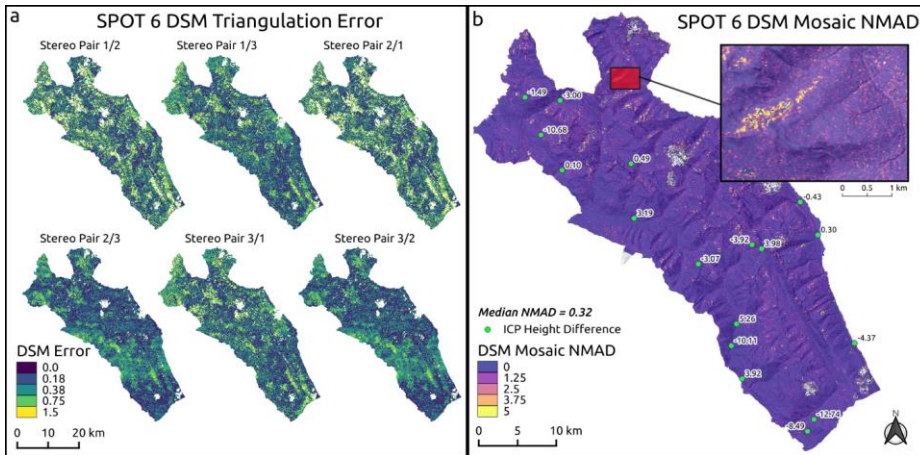 a
SPOT 6 DSM Triangulation Error
Stereo Pair 1/2
Stereo Pair 1/3
Stereo Pair 2/1
Stereo Pair 2/3
Stereo Pair 3/1
Stereo Pair 3/2
DSM Error
0.0
0.18
0.38
0.75
1.5
0
10
20 km
b
SPOT 6 DSM Mosaic NMAD
-1.49
-3.00
-10.68
0.10
0.49
3.19
-3.07
-3.92
3.98
-0.43
0.30
5.26
-10.11
3.92
-4.37
-12.74
-8.49
0
0.5
1 km
Median NMAD = 0.32
ICP Height Difference
DSM Mosaic NMAD
0
1.25
2.5
3.75
5
0
5
10 km
N